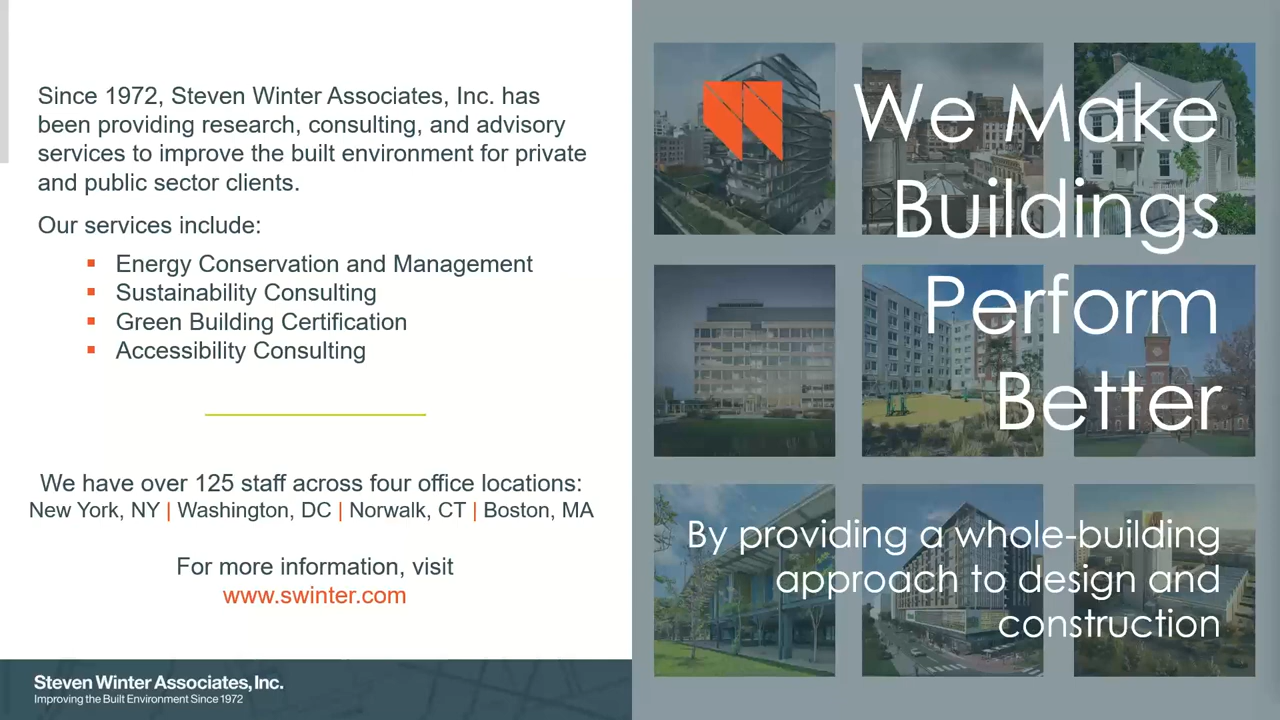 Since 1972, Steven Winter Associates, Inc. has
been providing research, consulting, and advisory
services to improve the built environment for private
and public sector clients.
Our services include:
▪ Energy Conservation and Management
▪ Sustainability Consulting
▪ Green Building Certification
▪ Accessibility Consulting
We have over 125 staff across four office locations:
New York, NY | Washington, DC | Norwalk, CT | Boston, MA
For more information, visit
www.swinter.com
Steven Winter Associates, Inc.
Improving the Built Environment Since 1972
We Make
Buildings
Perform
Better
By providing a whole-building
approach to design and
construction